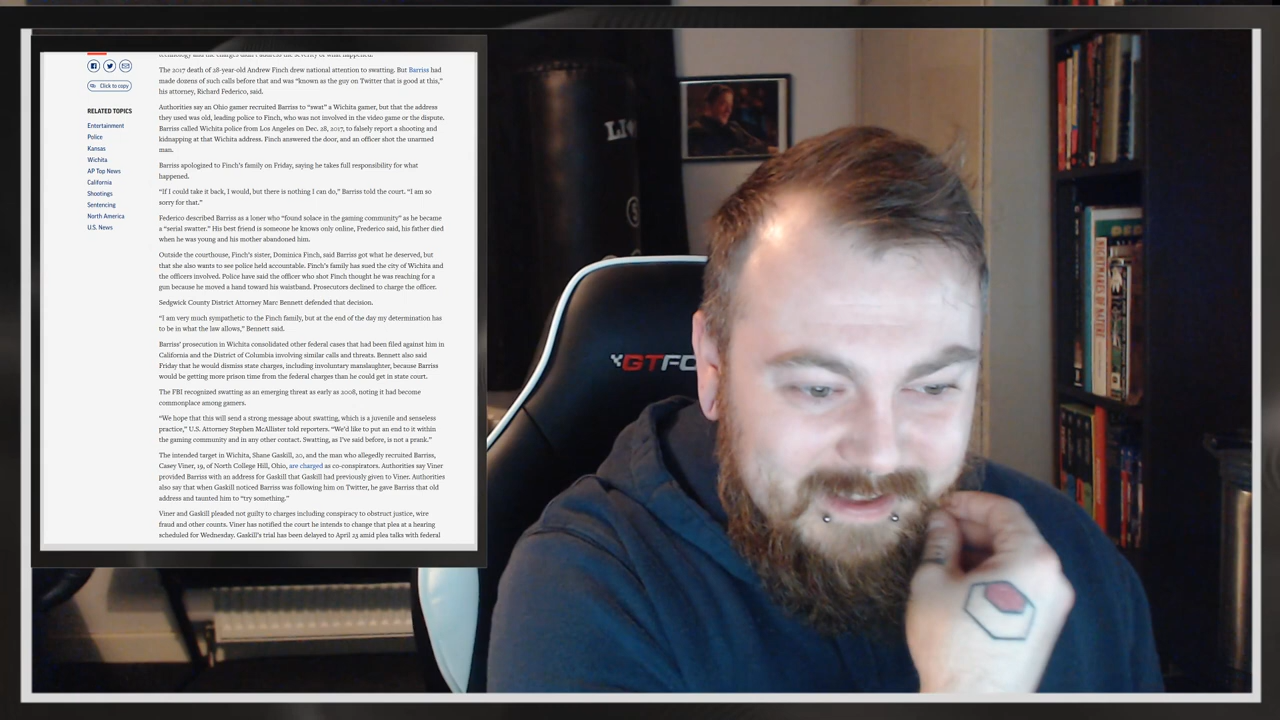 technology and the charges didn't address the severity of what happened.
The 2017 death of 28-year-old Andrew Finch drew national attention to swatting. But Barriss had
made dozens of such calls before that and was “known as the guy on Twitter that is good at this,”
his attorney, Richard Federico, said.
Click to copy
Authorities say an Ohio gamer recruited Barriss to “swat” a Wichita gamer, but that the address
they used was old, leading police to Finch, who was not involved in the video game or the dispute.
Barriss called Wichita police from Los Angeles on Dec. 28, 2017, to falsely report a shooting and
kidnapping at that Wichita address. Finch answered the door, and an officer shot the unarmed
man.
RELATED TOPICS
Entertainment
Police
Kansas
Wichita
AP Top News
California
Shootings
Sentencing
North America
U.S. News
Barriss apologized to Finch's family on Friday, saying he takes full responsibility for what
happened.
“If I could take it back, I would, but there is nothing I can do,” Barriss told the court. “I am so
sorry for that.”
Federico described Barriss as a loner who “found solace in the gaming community” as he became
a “serial swatter.” His best friend is someone he knows only online, Frederico said, his father died
when he was young and his mother abandoned him.
Outside the courthouse, Finch's sister, Dominica Finch, said Barriss got what he deserved, but
that she also wants to see police held accountable. Finch's family has sued the city of Wichita and
the officers involved. Police have said the officer who shot Finch thought he was reaching for a
gun because he moved a hand toward his waistband. Prosecutors declined to charge the officer.
Sedgwick County District Attorney Marc Bennett defended that decision.
“I am very much sympathetic to the Finch family, but at the end of the day my determination has
to be in what the law allows,” Bennett said.
Barriss' prosecution in Wichita consolidated other federal cases that had been filed against him in
California and the District of Columbia involving similar calls and threats. Bennett also said
Friday that he would dismiss state charges, including involuntary manslaughter, because Barriss
would be getting more prison time from the federal charges than he could get in state court.
The FBI recognized swatting as an emerging threat as early as 2008, noting it had become
commonplace among gamers.
“We hope that this will send a strong message about swatting, which is a juvenile and senseless
practice,” U.S. Attorney Stephen McAllister told reporters. “We'd like to put an end to it within
the gaming community and in any other contact. Swatting, as I've said before, is not a prank.”
The intended target in Wichita, Shane Gaskill, 20, and the man who allegedly recruited Barriss,
Casey Viner, 19, of North College Hill, Ohio, are charged as co-conspirators. Authorities say Viner
provided Barriss with an address for Gaskill that Gaskill had previously given to Viner. Authorities
also say that when Gaskill noticed Barriss was following him on Twitter, he gave Barriss that old
address and taunted him to “try something.”
Viner and Gaskill pleaded not guilty to charges including conspiracy to obstruct justice, wire
fraud and other counts. Viner has notified the court he intends to change that plea at a hearing
scheduled for Wednesday. Gaskill's trial has been delayed to April 23 amid plea talks with federal
GTFO